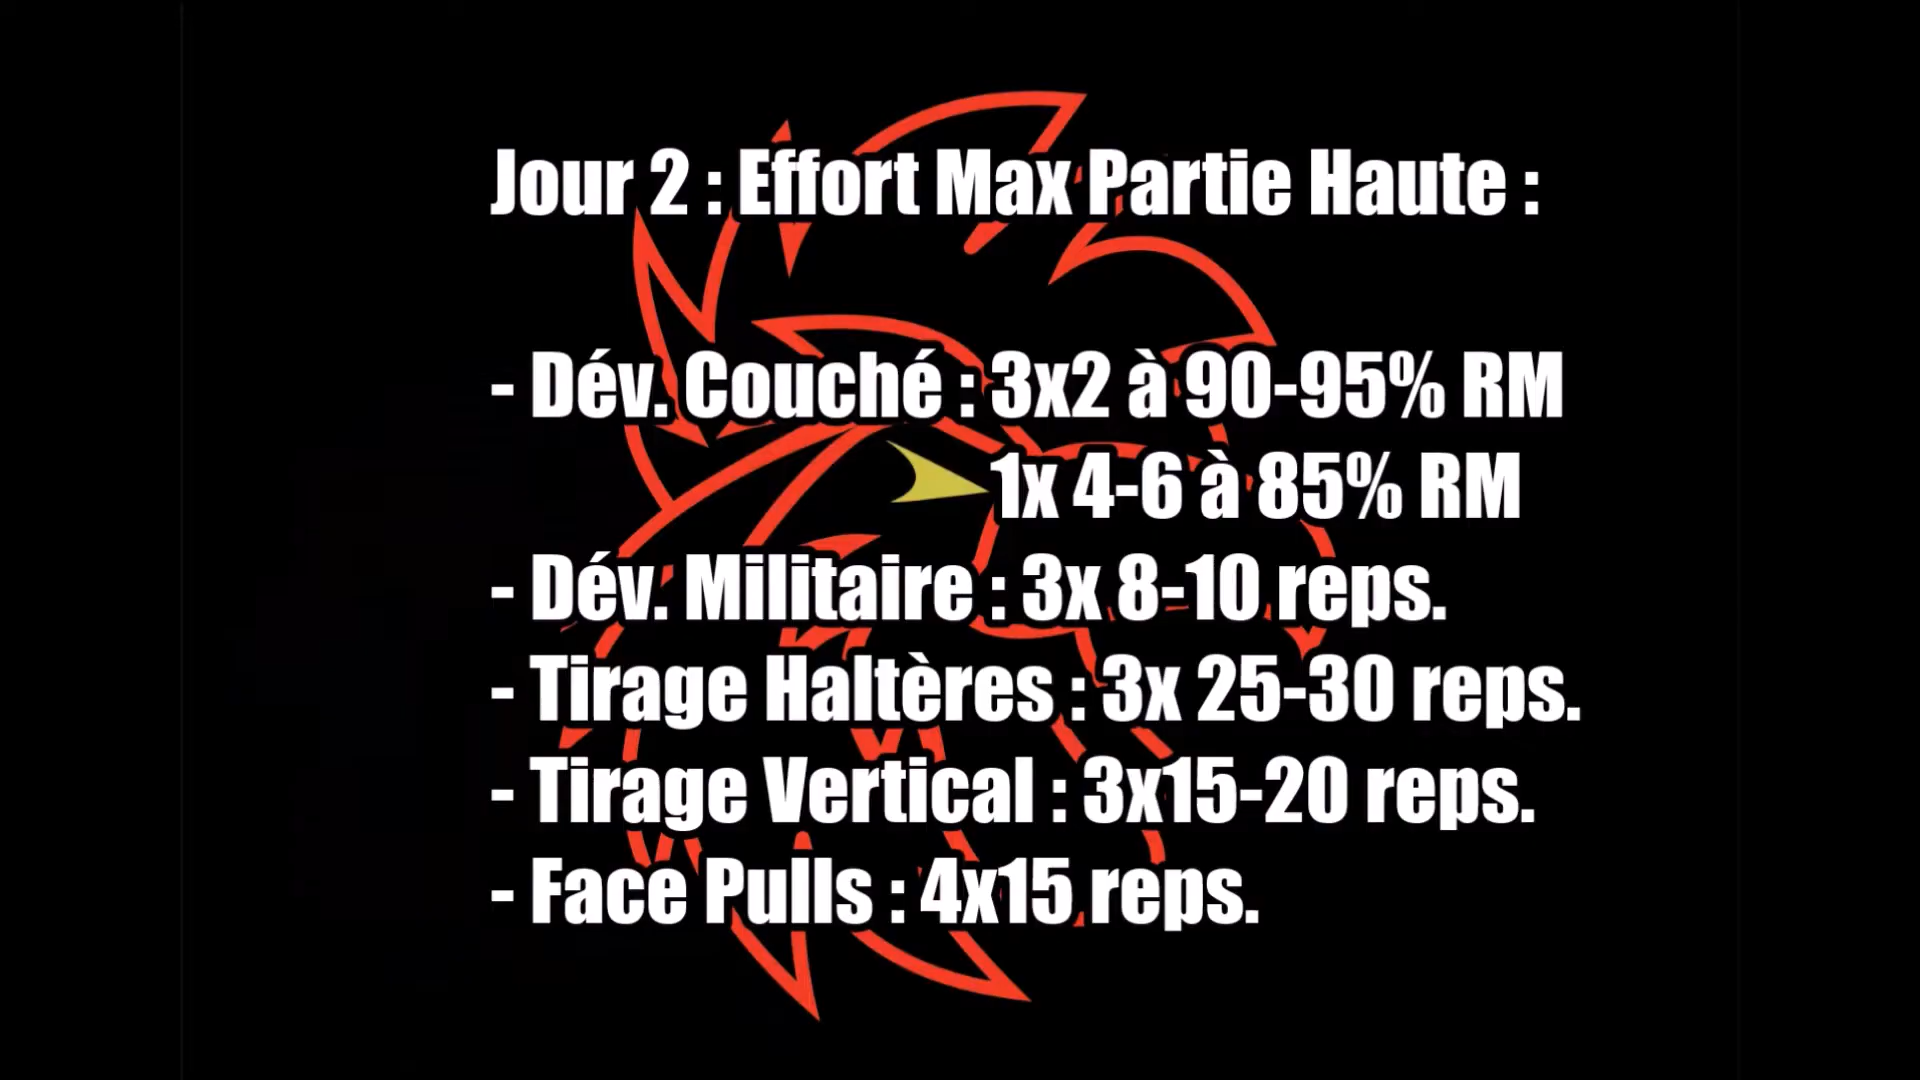 Jour 2 : Effort Max Partie Haute :
- Dév. Couché : 3x2 à 90-95% RM
1x 4-6 à 85% RM
- Dév. Militaire : 3x 8-10 reps.
- Tirage Haltères : 3x 25-30 reps.
- Tirage Vertical : 3x15-20 reps.
- Face Pulls : 4x15 reps.